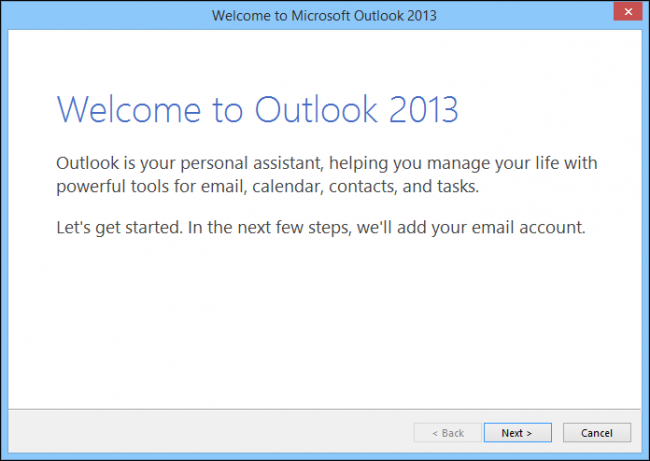 Welcome to Microsoft Outlook 2013
×
Welcome to Outlook 2013
Outlook is your personal assistant, helping you manage your life with
powerful tools for email, calendar, contacts, and tasks.
Let's get started. In the next few steps, we'll add your email account.
< Back Next > Cancel